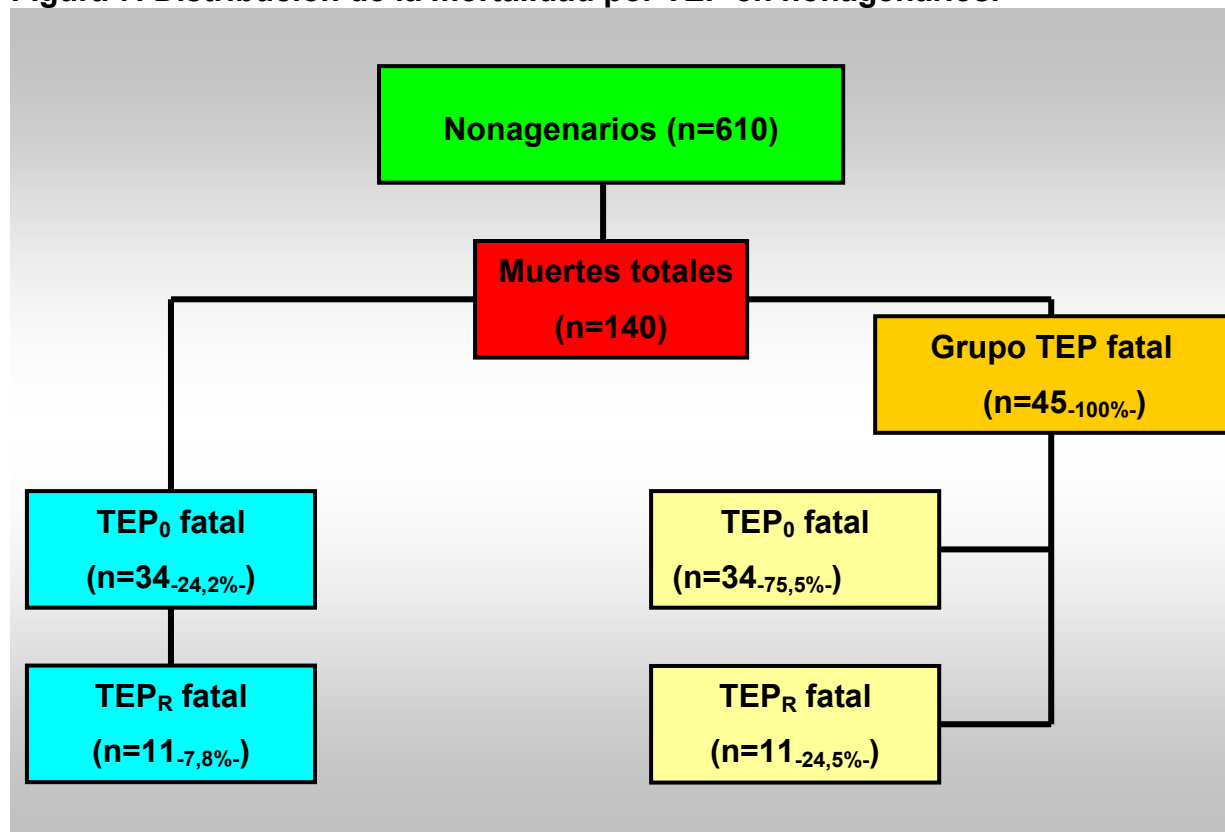 Nonagenarios (n=610)
Muertes totales
(n=140)
Grupo TEP fatal
(n=45-100%-)
TEP0 fatal
(n=34-24,2%-)
TEPR fatal
(n=11-7,8%-)
TEP0 fatal
(n=34-75,5%-)
TEPR fatal
(n=11-24,5%-)